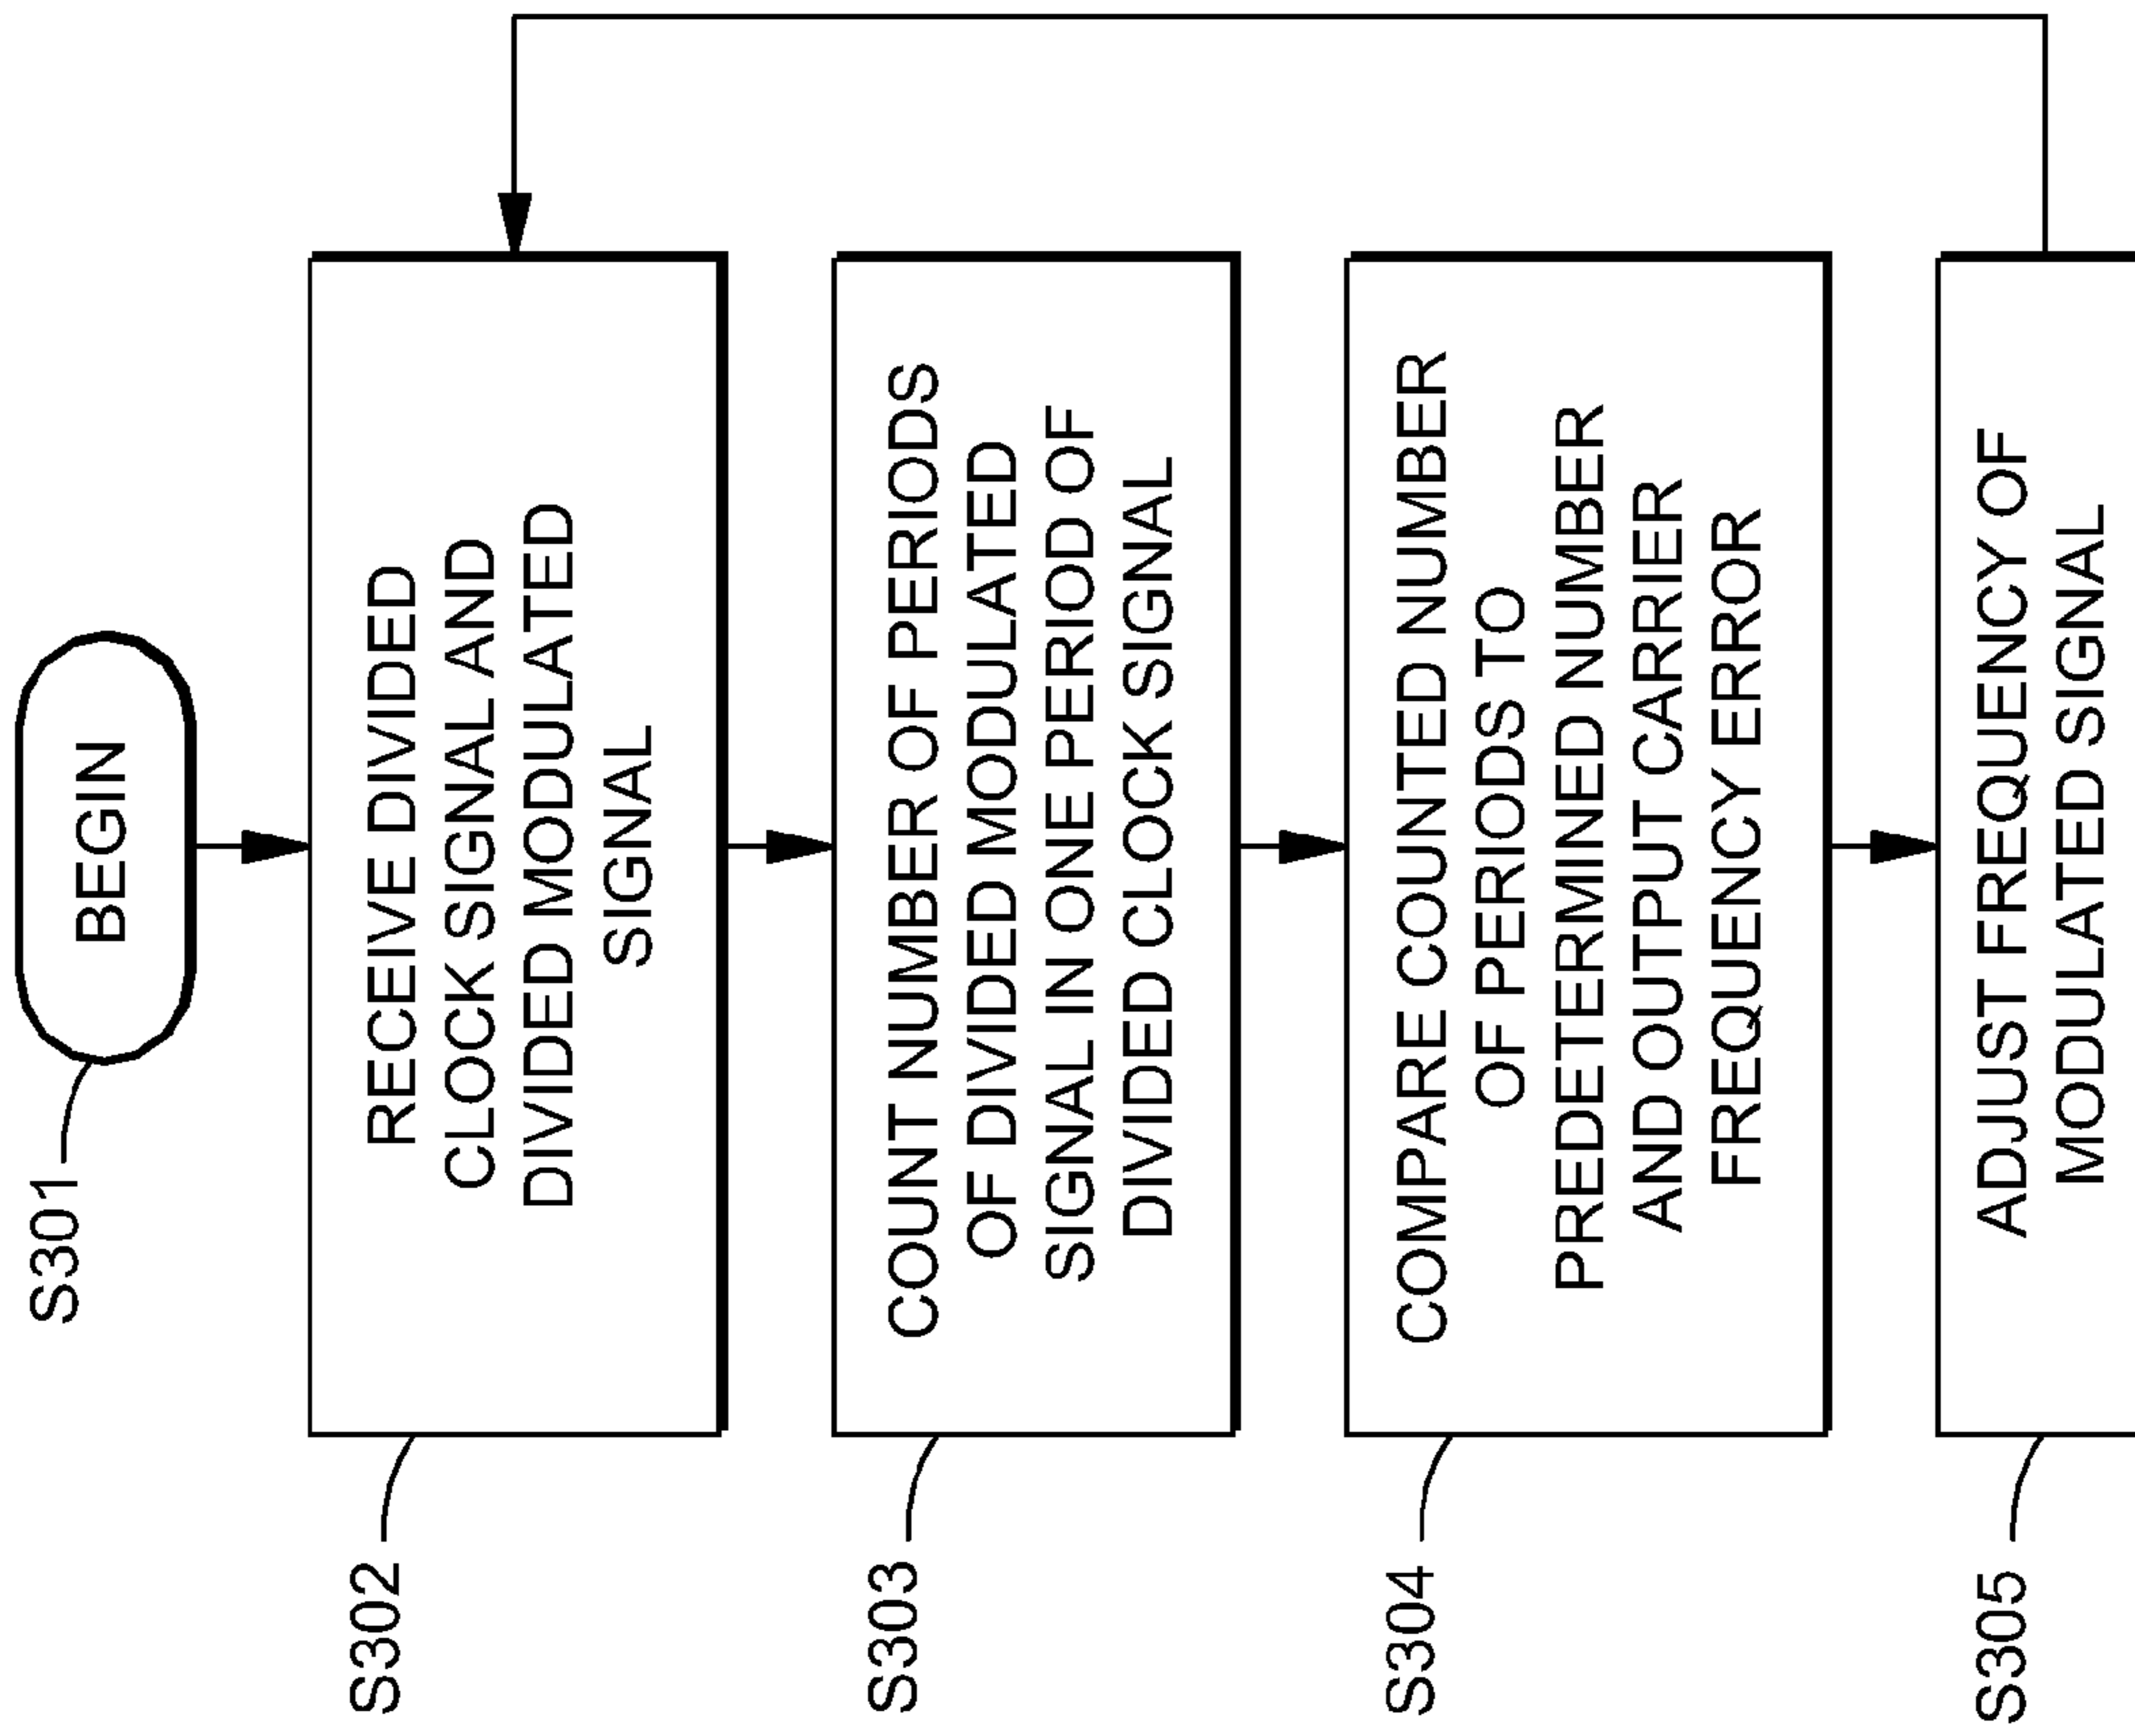 S301
BEGIN
S302
RECEIVE DIVIDED
CLOCK SIGNAL AND
DIVIDED MODULATED
SIGNAL
S303
COUNT NUMBER OF PERIODS
OF DIVIDED MODULATED
SIGNAL IN ONE PERIOD OF
DIVIDED CLOCK SIGNAL
S304
COMPARE COUNTED NUMBER
OF PERIODS TO
PREDETERMINED NUMBER
AND OUTPUT CARRIER
FREQUENCY ERROR
S305
ADJUST FREQUENCY OF
MODULATED SIGNAL